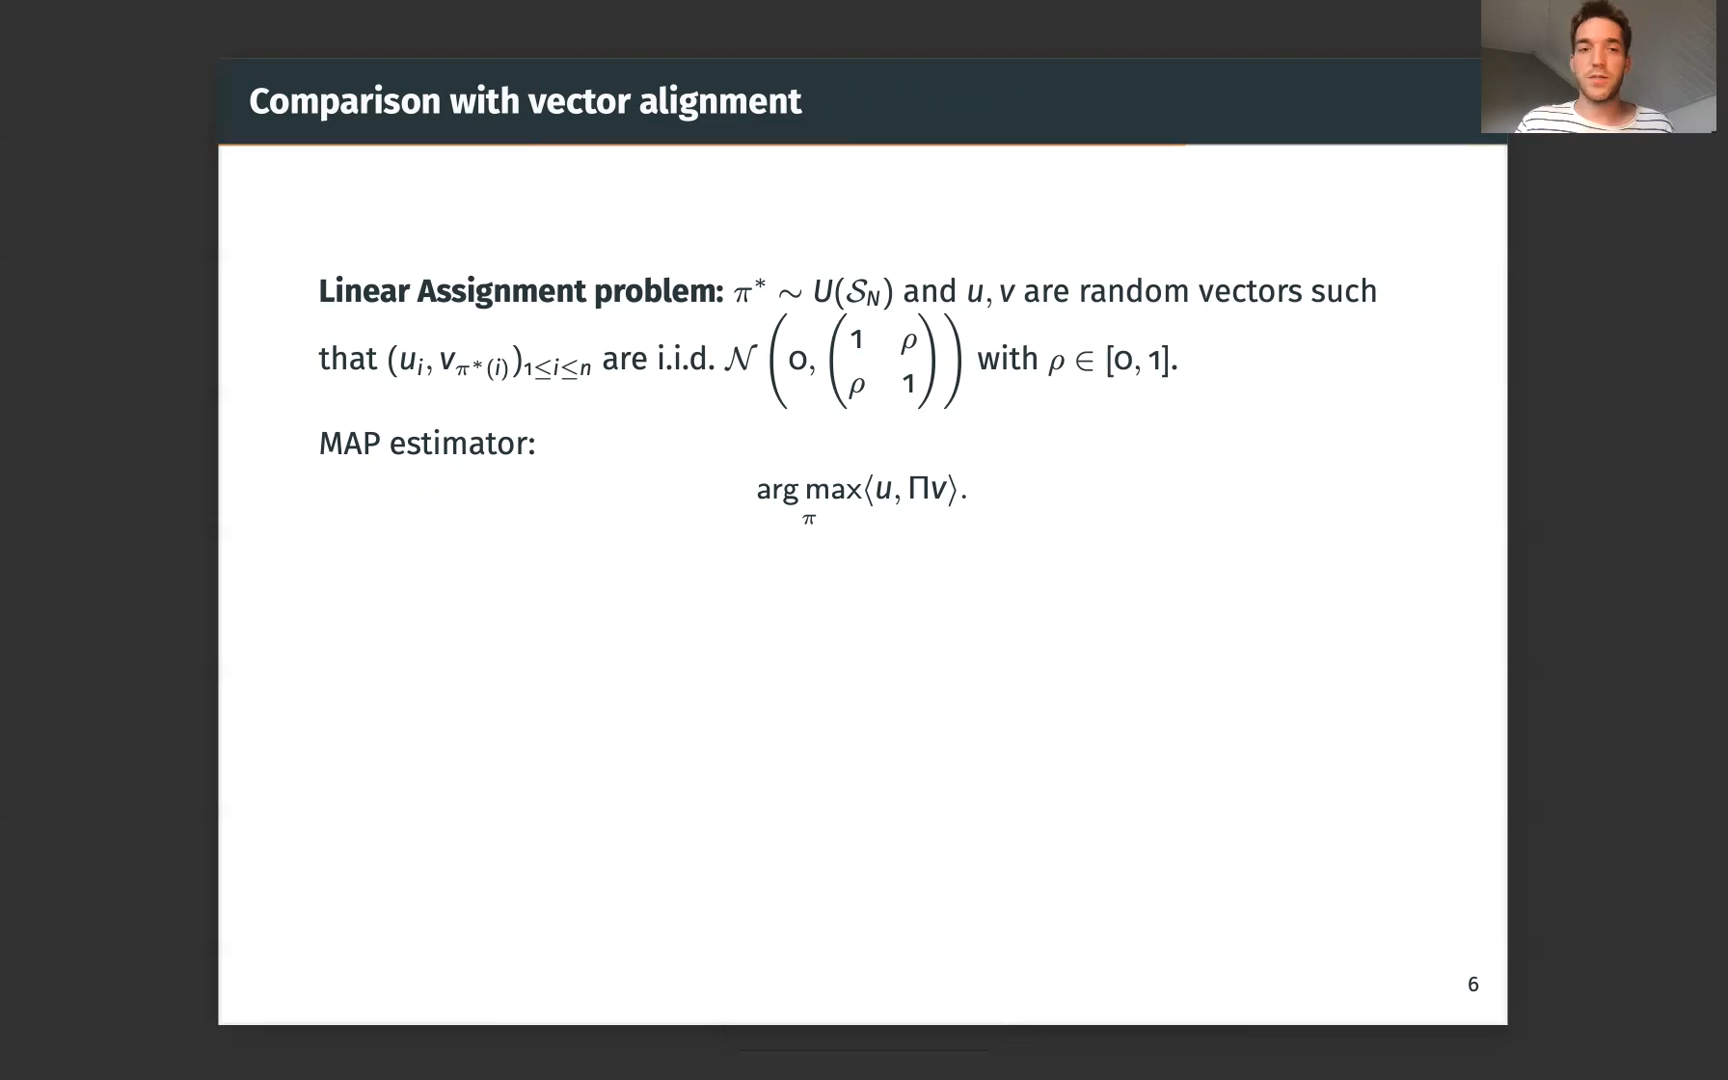 Comparison with vector alignment
Linear Assignment problem: π* ∼ U(𝒮_N) and u, v are random vectors such
that (u_i, v_{π*(i)})_{1≤i≤n} are i.i.d. 𝒩 (0, (1 ρ
ρ 1)) with ρ ∈ [0, 1].
MAP estimator:
arg max⟨u, Πv⟩.
π
6